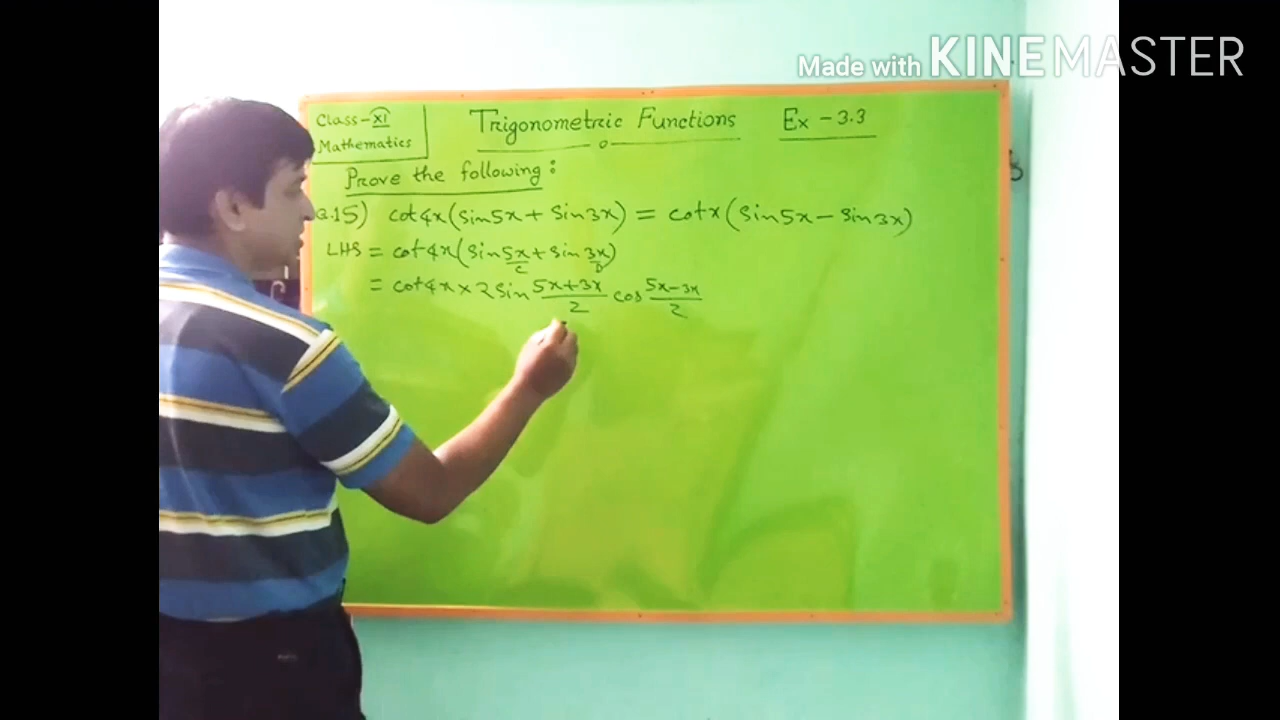 Made with KINEMASTER
Class-XI
Mathematics
Trigonometric Functions
Ex - 3.3
Prove the following:
Q.15) cot4x(sin5x + sin3x) = cotx(sin5x - sin3x)
LHS = cot4x(sin5x + sin3x)
C D
= cot4x × 2 sin (5x+3x)/2 cos (5x-3x)/2